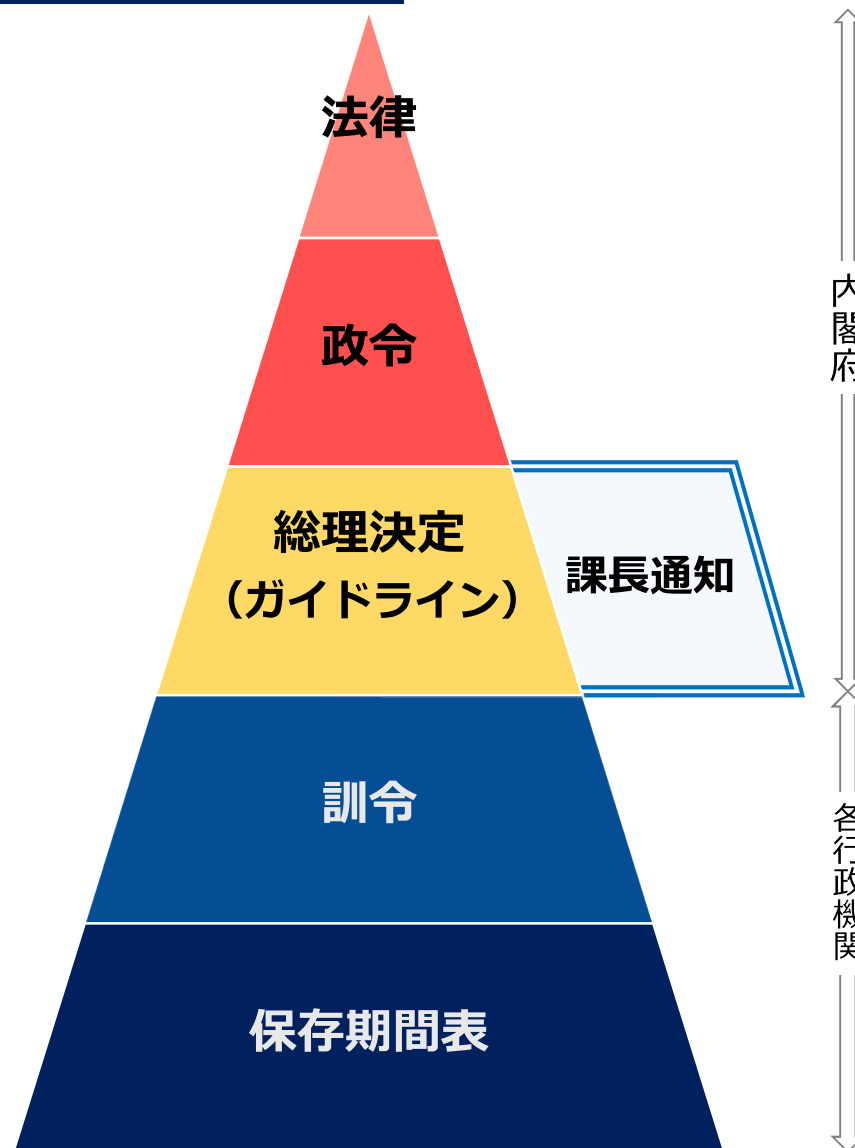 法律
政令
総理決定
（ガイドライン）
課長通知
訓令
保存期間表
内閣府
各行政機関